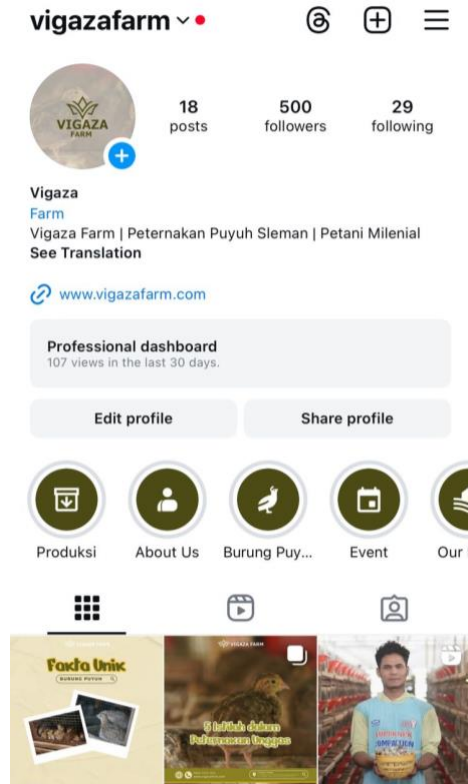 vigazafarm
VIGAZA
FARM
18
posts
500
followers
29
following
Vigaza
Farm
Vigaza Farm | Peternakan Puyuh Sleman | Petani Milenial
See Translation
www.vigazafarm.com
Professional dashboard
107 views in the last 30 days.
Edit profile
Share profile
Produksi
About Us
Burung Puy...
Event
Our
Fakta Unik
BURUNG PUYUH
VIGAZA FARM
5 Istilah dalam
Peternakan Unggas